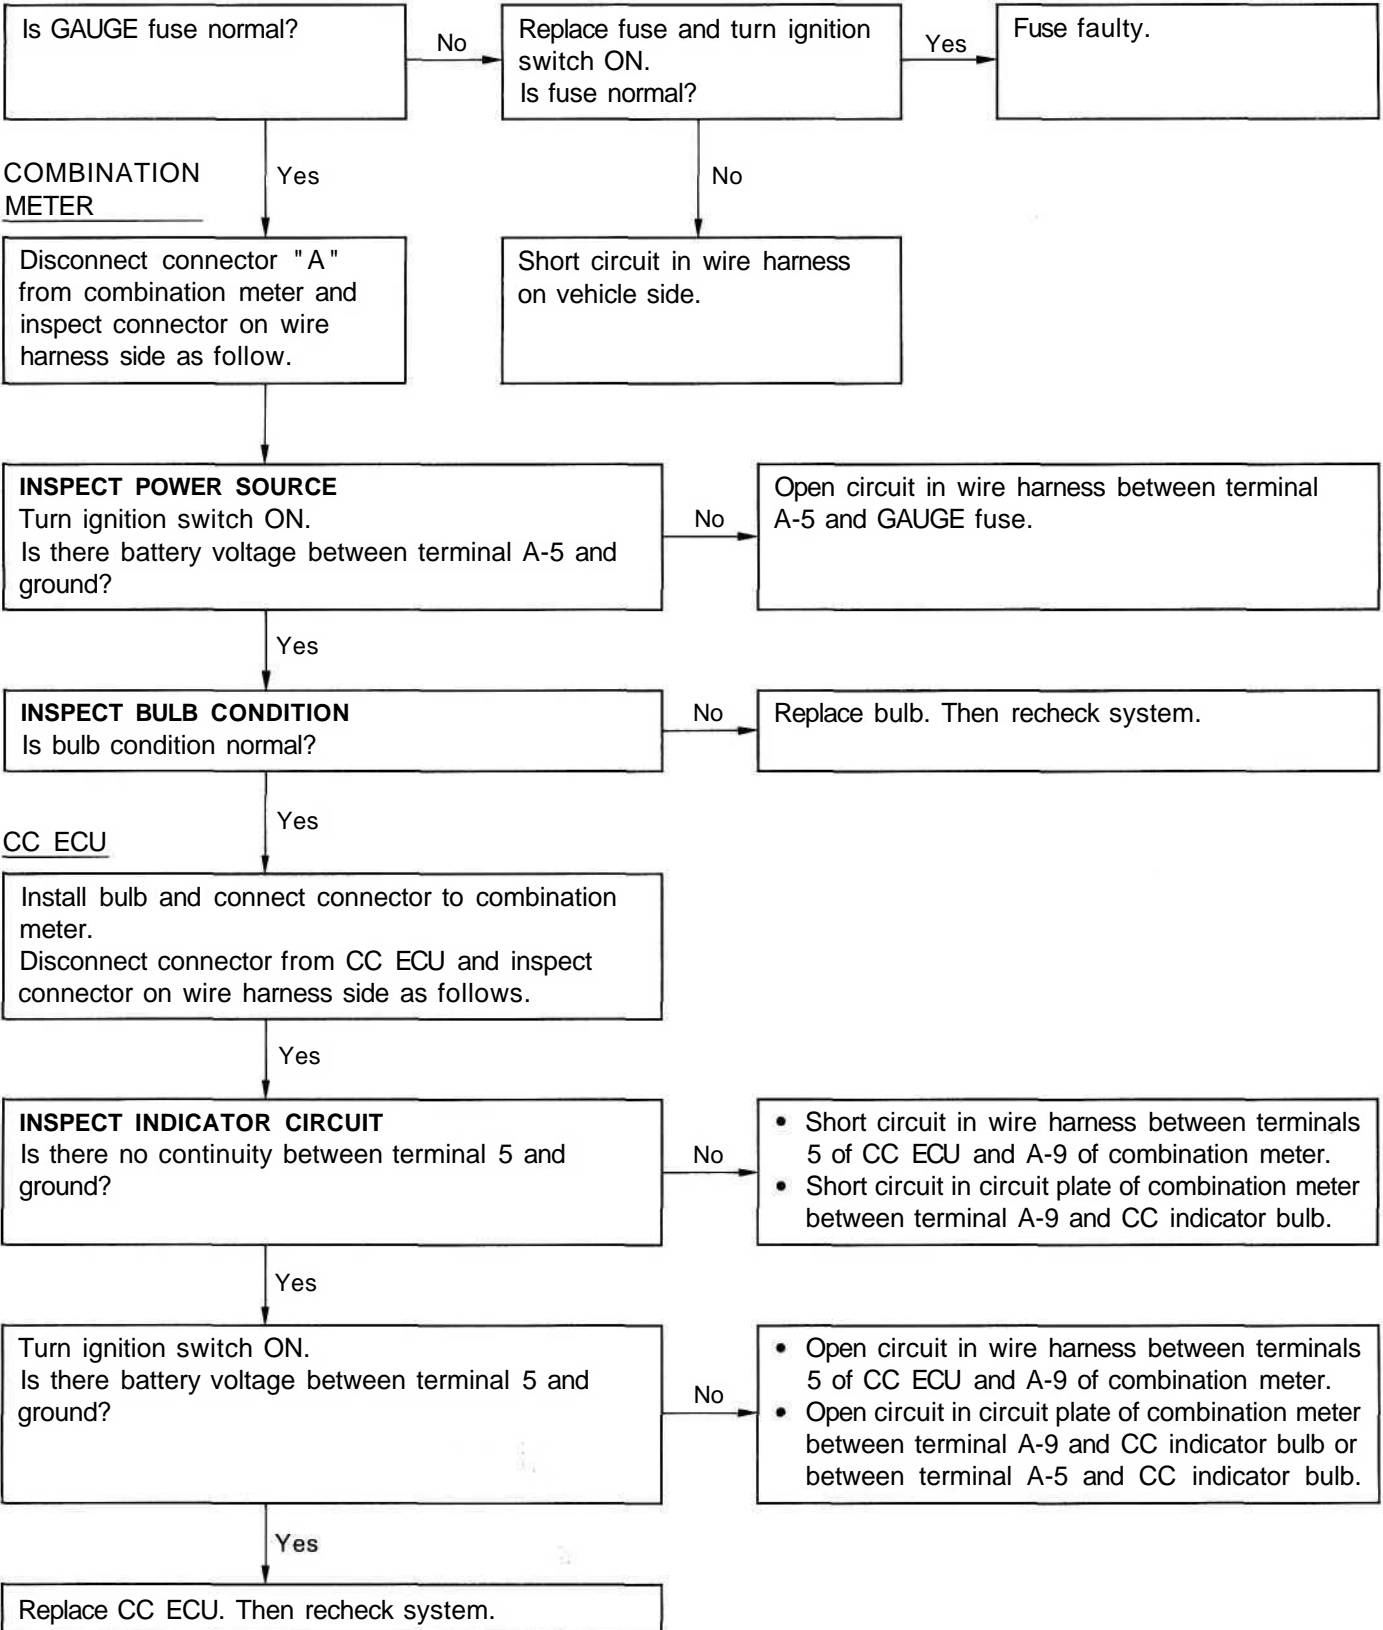 Is GAUGE fuse normal?
No
Replace fuse and turn ignition
switch ON.
Is fuse normal?
Yes
Fuse faulty.
Yes
No
COMBINATION
METER
Disconnect connector "A"
from combination meter and
inspect connector on wire
harness side as follow.
Short circuit in wire harness
on vehicle side.
INSPECT POWER SOURCE
Turn ignition switch ON.
Is there battery voltage between terminal A-5 and
ground?
No
Open circuit in wire harness between terminal
A-5 and GAUGE fuse.
Yes
INSPECT BULB CONDITION
Is bulb condition normal?
No
Replace bulb. Then recheck system.
Yes
CC ECU
Install bulb and connect connector to combination
meter.
Disconnect connector from CC ECU and inspect
connector on wire harness side as follows.
Yes
INSPECT INDICATOR CIRCUIT
Is there no continuity between terminal 5 and
ground?
No
• Short circuit in wire harness between terminals
5 of CC ECU and A-9 of combination meter.
• Short circuit in circuit plate of combination meter
between terminal A-9 and CC indicator bulb.
Yes
Turn ignition switch ON.
Is there battery voltage between terminal 5 and
ground?
No
• Open circuit in wire harness between terminals
5 of CC ECU and A-9 of combination meter.
• Open circuit in circuit plate of combination meter
between terminal A-9 and CC indicator bulb or
between terminal A-5 and CC indicator bulb.
Yes
Replace CC ECU. Then recheck system.